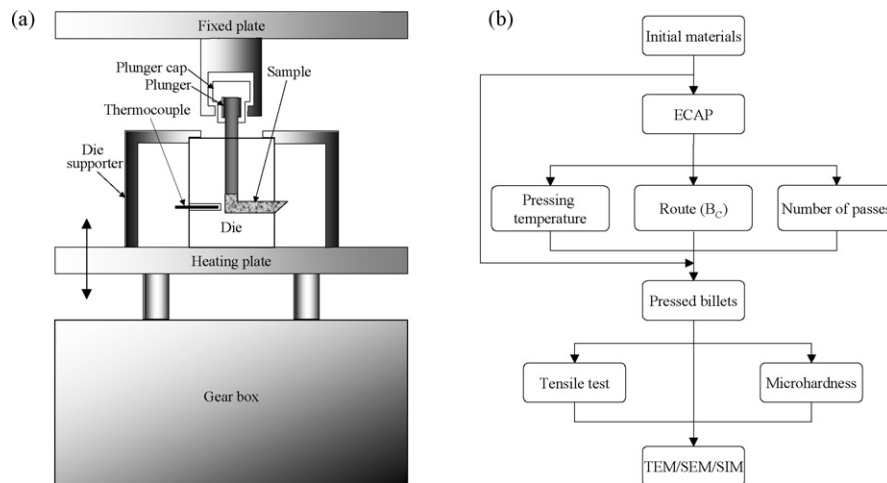 (a)
Fixed plate
Plunger cap
Plunger
Sample
Thermocouple
Die
supporter
Die
Heating plate
Gear box
(b)
Initial materials
ECAP
Pressing
temperature
Route (B_C)
Number of passes
Pressed billets
Tensile test
Microhardness
TEM/SEM/SIM